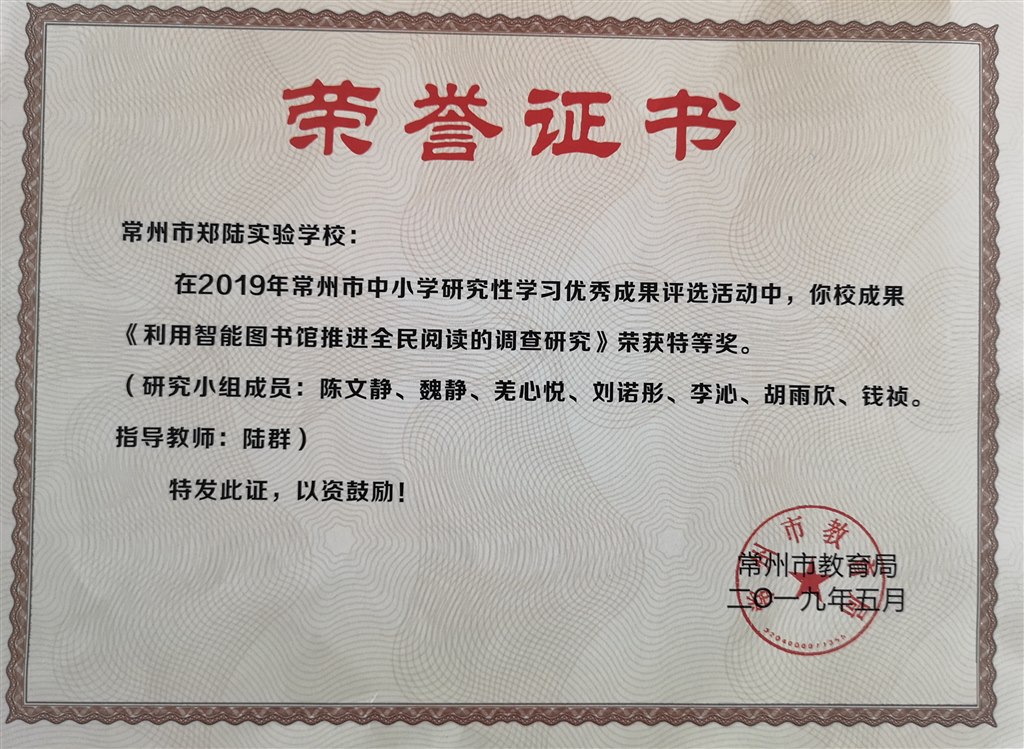 荣誉证书
常州市郑陆实验学校：
在2019年常州市中小学研究性学习优秀成果评选活动中，你校成果
《利用智能图书馆推进全民阅读的调查研究》荣获特等奖。
（研究小组成员：陈文静、魏静、羌心悦、刘诺彤、李沁、胡雨欣、钱祯。
指导教师：陆群）
特发此证，以资鼓励！
常州市教育局
常州市教育局
二〇一九年五月